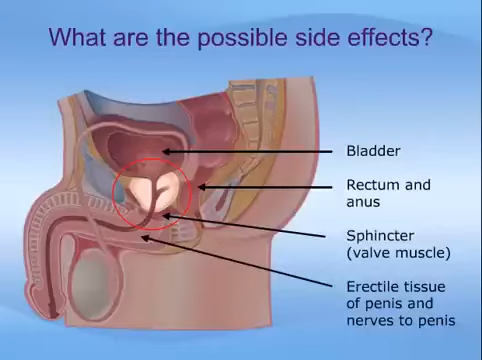 What are the possible side effects?
Bladder
Rectum and
anus
Sphincter
(valve muscle)
Erectile tissue
of penis and
nerves to penis